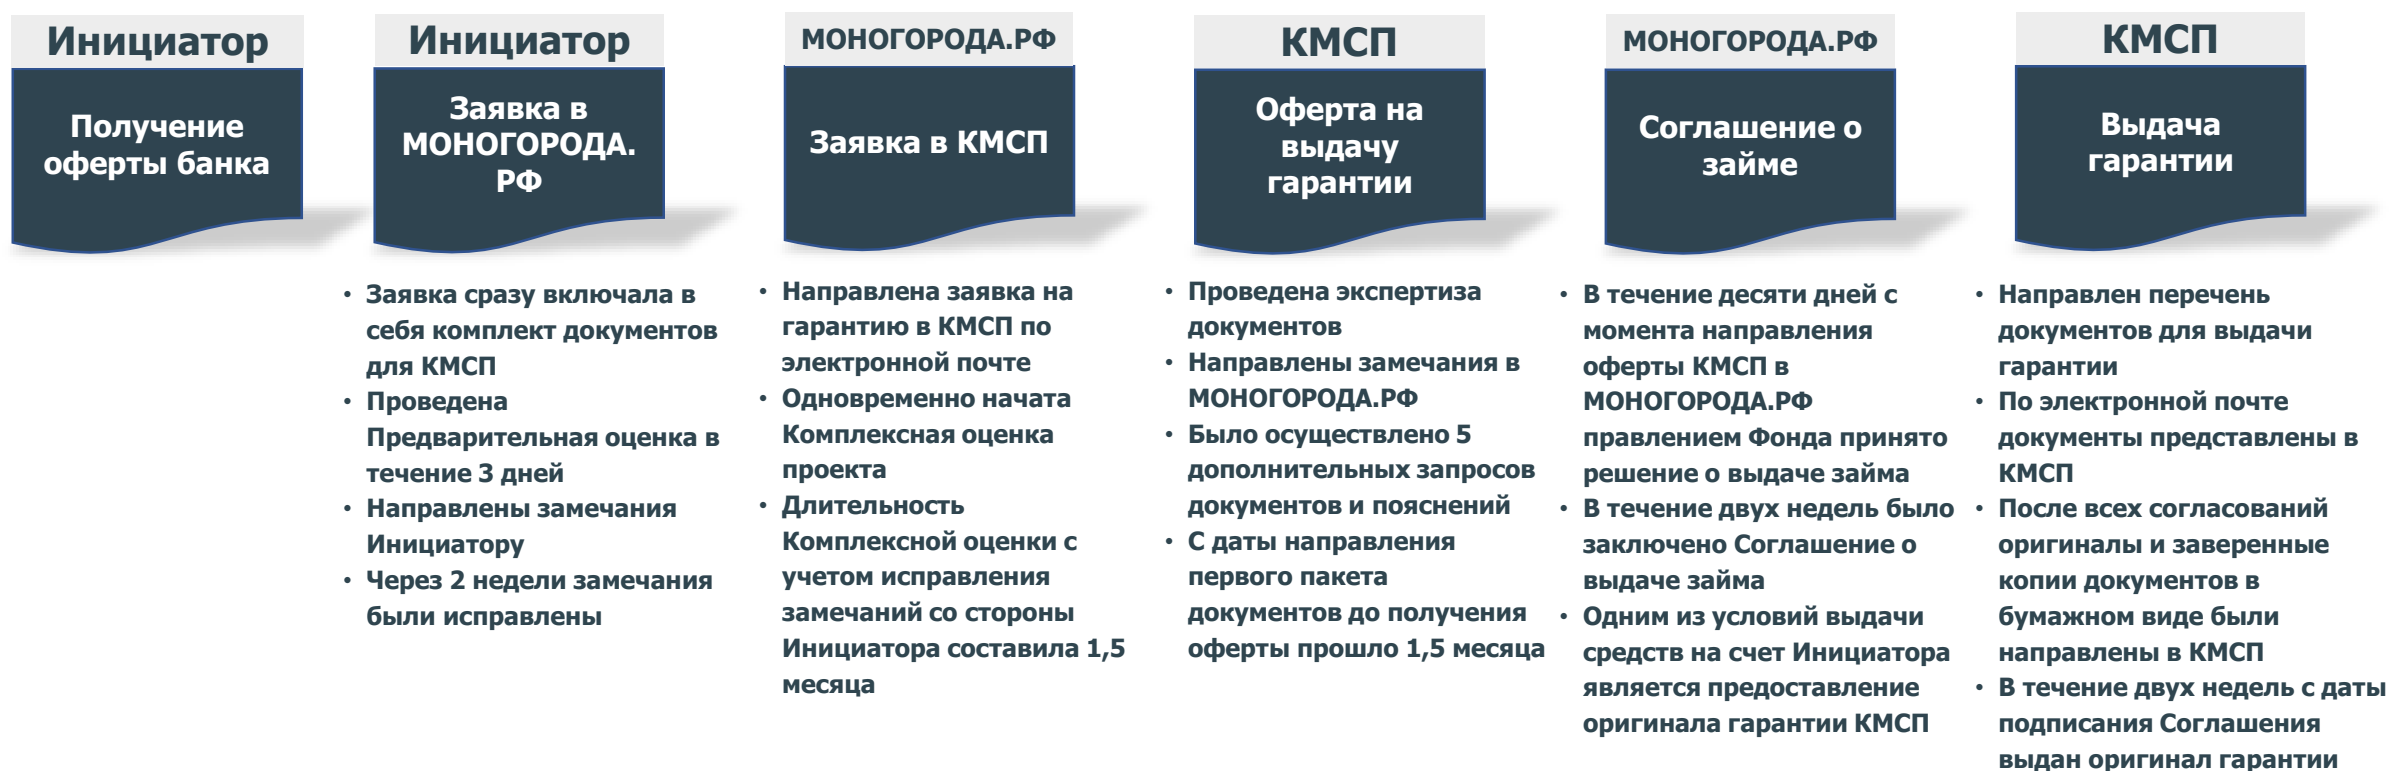 Инициатор
Получение
оферты банка
Инициатор
Заявка в
МОНОГОРОДА.
РФ
• Заявка сразу включала в
себя комплект документов
для КМСП
• Проведена
Предварительная оценка в
течение 3 дней
• Направлены замечания
Инициатору
• Через 2 недели замечания
были исправлены
МОНОГОРОДА.РФ
Заявка в КМСП
• Направлена заявка на
гарантию в КМСП по
электронной почте
• Одновременно начата
Комплексная оценка
проекта
• Длительность
Комплексной оценки с
учетом исправления
замечаний со стороны
Инициатора составила 1,5
месяца
КМСП
Оферта на
выдачу
гарантии
• Проведена экспертиза
документов
• Направлены замечания в
МОНОГОРОДА.РФ
• Было осуществлено 5
дополнительных запросов
документов и пояснений
• С даты направления
первого пакета
документов до получения
оферты прошло 1,5 месяца
МОНОГОРОДА.РФ
Соглашение о
займе
• В течение десяти дней с
момента направления
оферты КМСП в
МОНОГОРОДА.РФ
правлением Фонда принято
решение о выдаче займа
• В течение двух недель было
заключено Соглашение о
выдаче займа
• Одним из условий выдачи
средств на счет Инициатора
является предоставление
оригинала гарантии КМСП
КМСП
Выдача
гарантии
• Направлен перечень
документов для выдачи
гарантии
• По электронной почте
документы представлены в
КМСП
• После всех согласований
оригиналы и заверенные
копии документов в
бумажном виде были
направлены в КМСП
• В течение двух недель с даты
подписания Соглашения
выдан оригинал гарантии